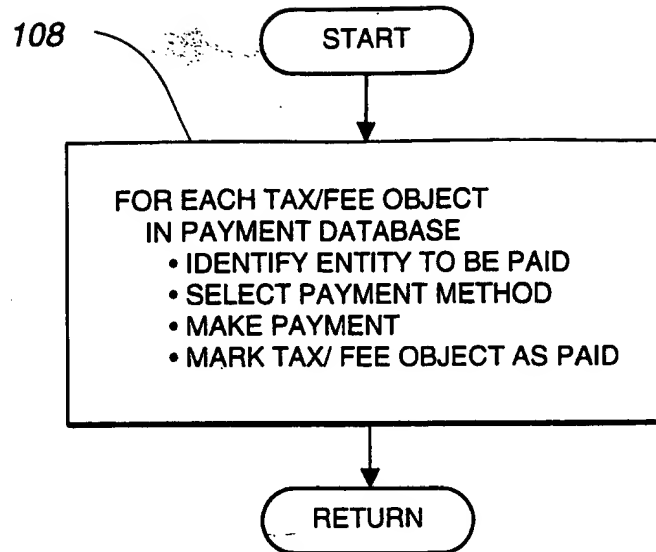 108
START
FOR EACH TAX/FEE OBJECT
IN PAYMENT DATABASE
• IDENTIFY ENTITY TO BE PAID
• SELECT PAYMENT METHOD
• MAKE PAYMENT
• MARK TAX/ FEE OBJECT AS PAID
RETURN